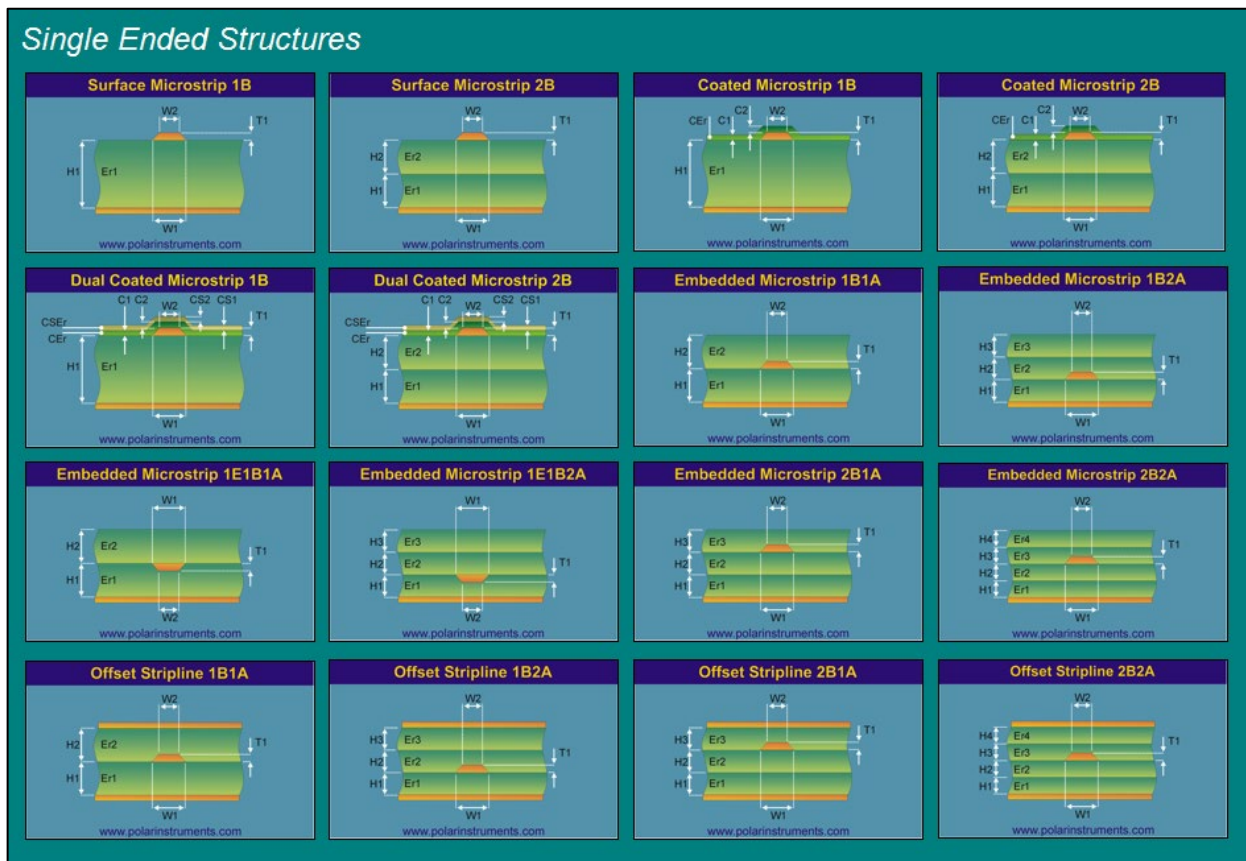 Single Ended Structures
Surface Microstrip 1B
W2
T1
H1
Er1
W1
www.polarinstruments.com
Surface Microstrip 2B
W2
T1
H2
Er2
H1
Er1
W1
www.polarinstruments.com
Coated Microstrip 1B
C2
W2
CEr
C1
T1
H1
Er1
W1
www.polarinstruments.com
Coated Microstrip 2B
C2
W2
CEr
C1
T1
H2
Er2
H1
Er1
W1
www.polarinstruments.com
Dual Coated Microstrip 1B
C1 C2 W2 CS2 CS1
T1
CSEr
CEr
H1
Er1
W1
www.polarinstruments.com
Dual Coated Microstrip 2B
C1 C2 W2 CS2 CS1
T1
CSEr
CEr
H2
Er2
H1
Er1
W1
www.polarinstruments.com
Embedded Microstrip 1B1A
W2
H2
Er2
T1
H1
Er1
W1
www.polarinstruments.com
Embedded Microstrip 1B2A
W2
H3
Er3
T1
H2
Er2
H1
Er1
W1
www.polarinstruments.com
Embedded Microstrip 1E1B1A
W1
H2
Er2
T1
H1
Er1
W2
www.polarinstruments.com
Embedded Microstrip 1E1B2A
W1
H3
Er3
H2
Er2
T1
H1
Er1
W2
www.polarinstruments.com
Embedded Microstrip 2B1A
W2
T1
H3
Er3
H2
Er2
H1
Er1
W1
www.polarinstruments.com
Embedded Microstrip 2B2A
W2
T1
H4
Er4
H3
Er3
H2
Er2
H1
Er1
W1
www.polarinstruments.com
Offset Stripline 1B1A
W2
H2
Er2
T1
H1
Er1
W1
www.polarinstruments.com
Offset Stripline 1B2A
W2
H3
Er3
T1
H2
Er2
H1
Er1
W1
www.polarinstruments.com
Offset Stripline 2B1A
W2
T1
H3
Er3
H2
Er2
H1
Er1
W1
www.polarinstruments.com
Offset Stripline 2B2A
W2
T1
H4
Er4
H3
Er3
H2
Er2
H1
Er1
W1
www.polarinstruments.com